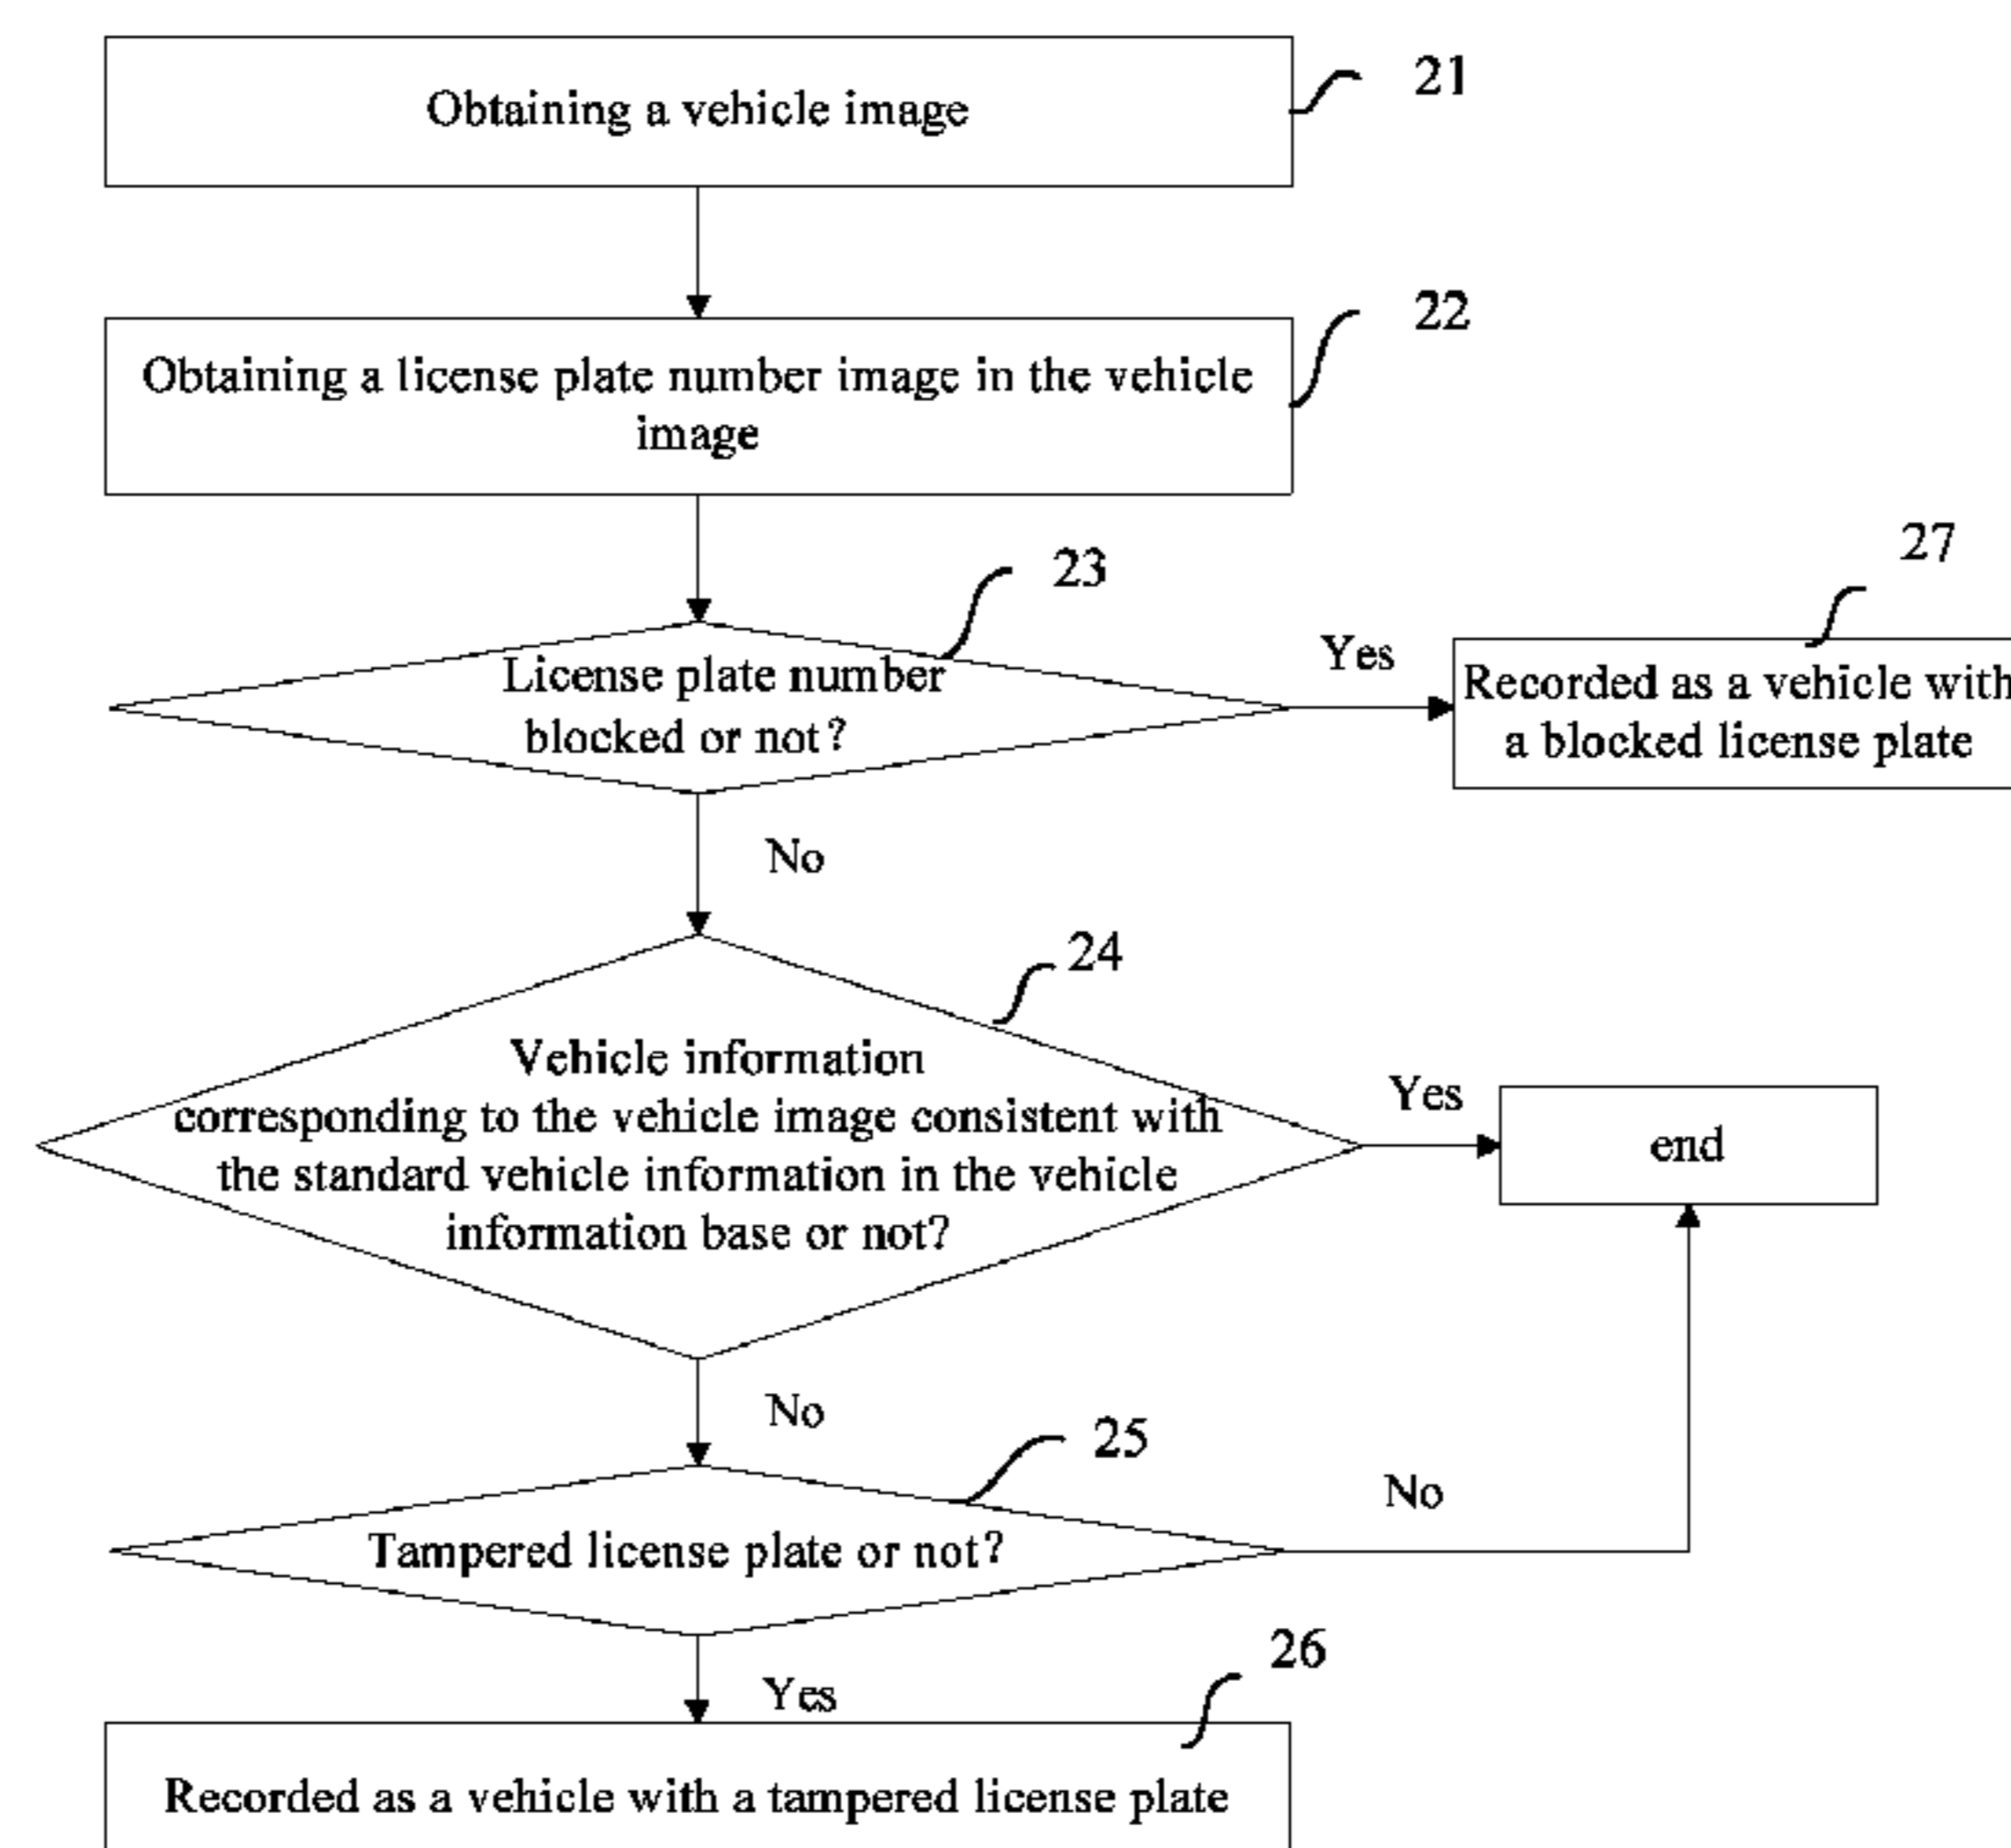 Obtaining a vehicle image
21
Obtaining a license plate number image in the vehicle
image
22
License plate number
blocked or not?
23
Yes
Recorded as a vehicle with
a blocked license plate
27
No
Vehicle information
corresponding to the vehicle image consistent with
the standard vehicle information in the vehicle
information base or not?
24
Yes
end
No
Tampered license plate or not?
25
No
Yes
Recorded as a vehicle with a tampered license plate
26